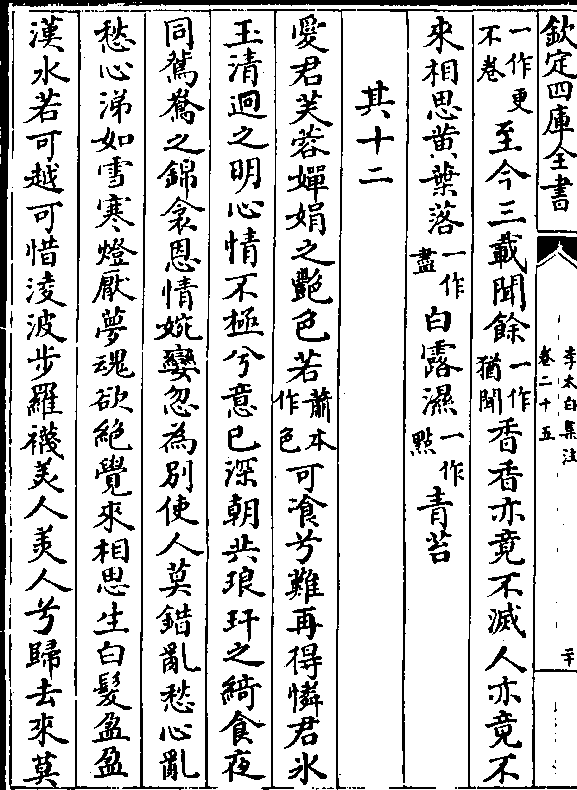 欽定四庫全書
李太白集注
卷二十五
二十
一作更不卷至今三載聞餘一作猶聞香香亦竟不滅人亦竟不
來相思黄葉落一作盡白露濕一作點青苔
其十二
愛君芙蓉嬋娟之艷色若蕭本作色可飡兮難再得憐君氷
玉清迥之明心情不極兮意已深朝共琅玕之綺食夜
同鴛鴦之錦衾恩情婉孌忽為别使人莫錯亂愁心亂
愁心涕如雪寒燈厭夢魂欲絶覺來相思生白髮盈盈
漢水若可越可惜淩波步羅襪美人美人兮歸去來莫